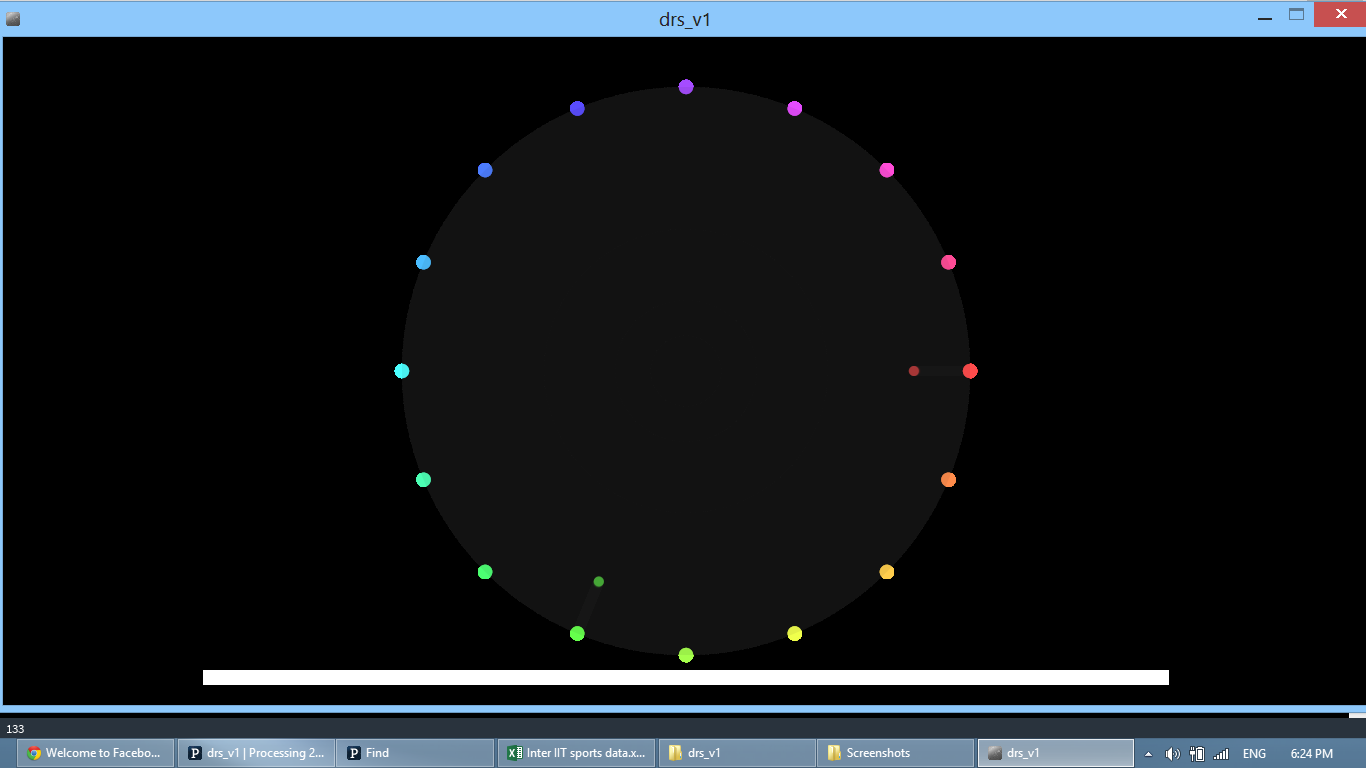 drs_v1
133
Welcome to Facebo...
drs_v1 | Processing 2...
Find
Inter IIT sports data.x...
drs_v1
Screenshots
drs_v1
ENG
6:24 PM